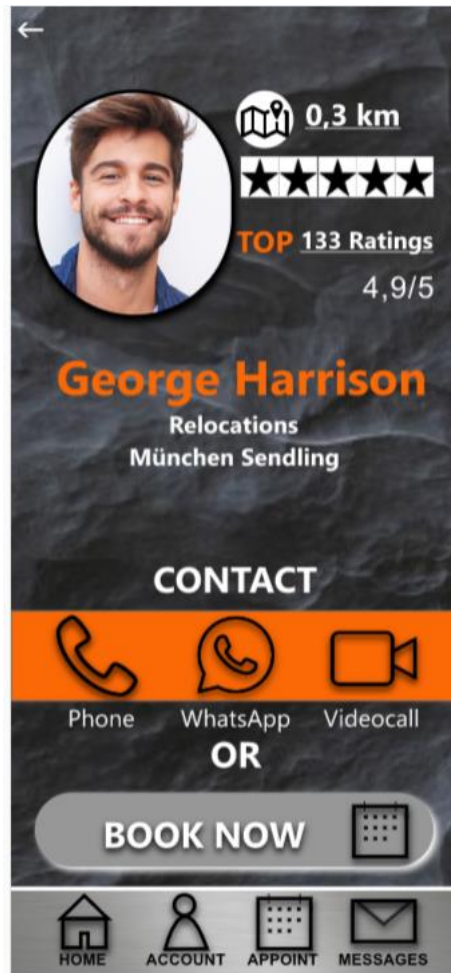 0,3 km
TOP 133 Ratings
4,9/5
George Harrison
Relocations
München Sendling
CONTACT
Phone WhatsApp Videocall
OR
BOOK NOW
HOME ACCOUNT APPOINT MESSAGES